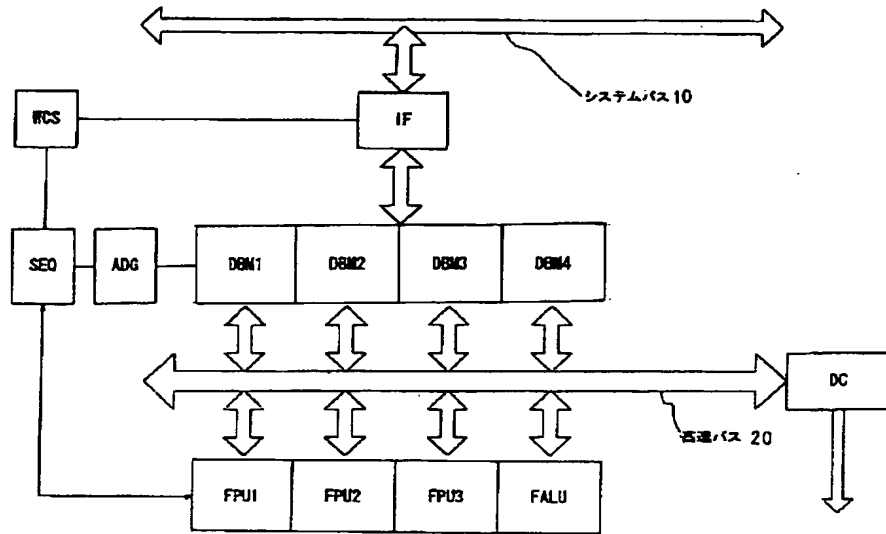 システムバス10
WCS
IF
SEQ
ADG
DBM1
DBM2
DBM3
DBM4
DC
高速バス 20
FPU1
FPU2
FPU3
FALU